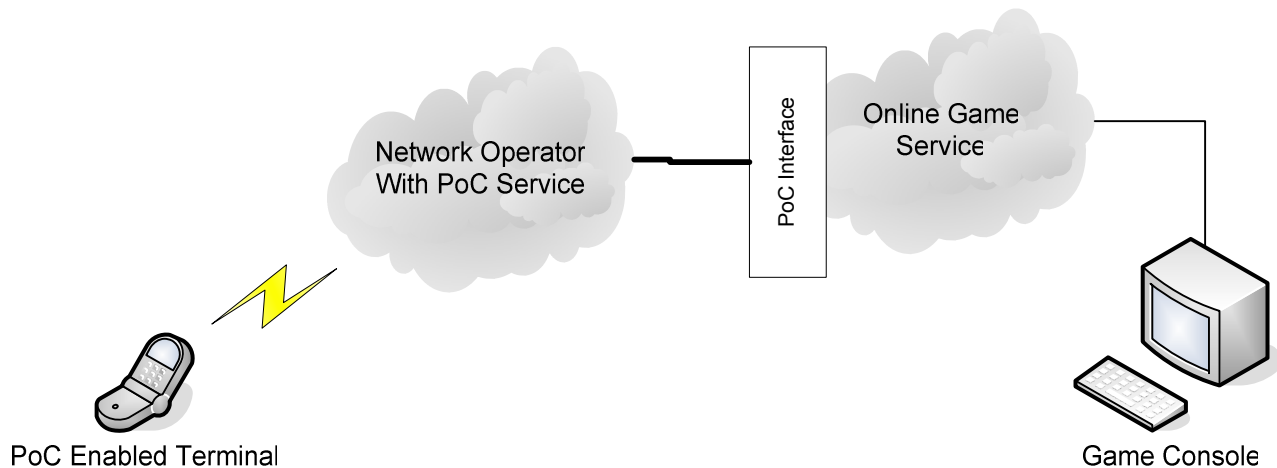 Network Operator
With PoC Service
PoC Interface
Online Game
Service
PoC Enabled Terminal
Game Console